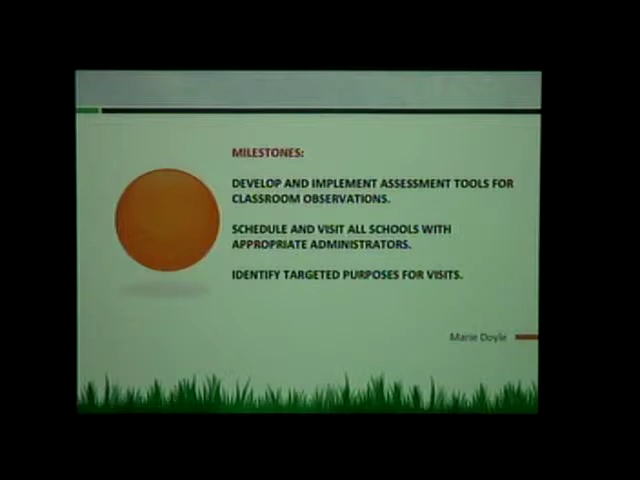 MILESTONES:
DEVELOP AND IMPLEMENT ASSESSMENT TOOLS FOR
CLASSROOM OBSERVATIONS.
SCHEDULE AND VISIT ALL SCHOOLS WITH
APPROPRIATE ADMINISTRATORS.
IDENTIFY TARGETED PURPOSES FOR VISITS.
Marie Doyle